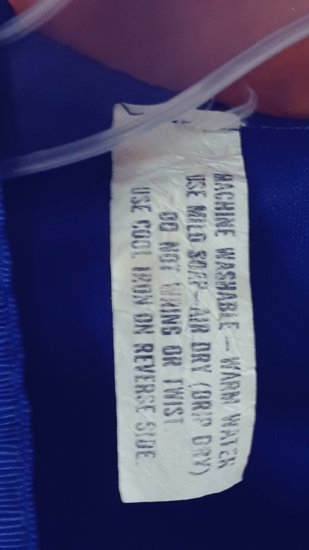 MACHINE WASHABLE - WARM WATER
USE MILD SOAP - AIR DRY (DRIP DRY)
DO NOT WRING OR TWIST
USE COOL IRON ON REVERSE SIDE